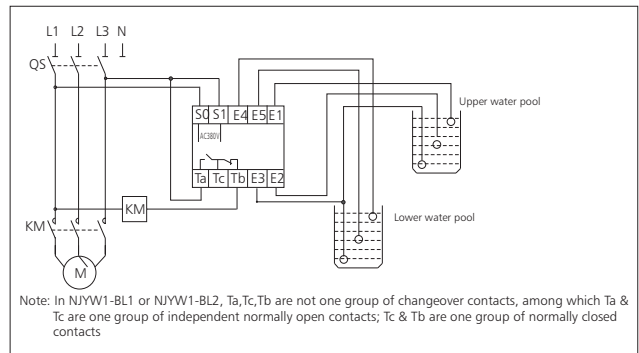 L1 L2 L3 N
QS
S0 S1 E4 E5 E1
Upper water pool
AC380V
Ta Tc Tb E3 E2
KM
KM
Lower water pool
M
Note: In NJYW1-BL1 or NJYW1-BL2, Ta,Tc,Tb are not one group of changeover contacts, among which Ta &
Tc are one group of independent normally open contacts; Tc & Tb are one group of normally closed
contacts